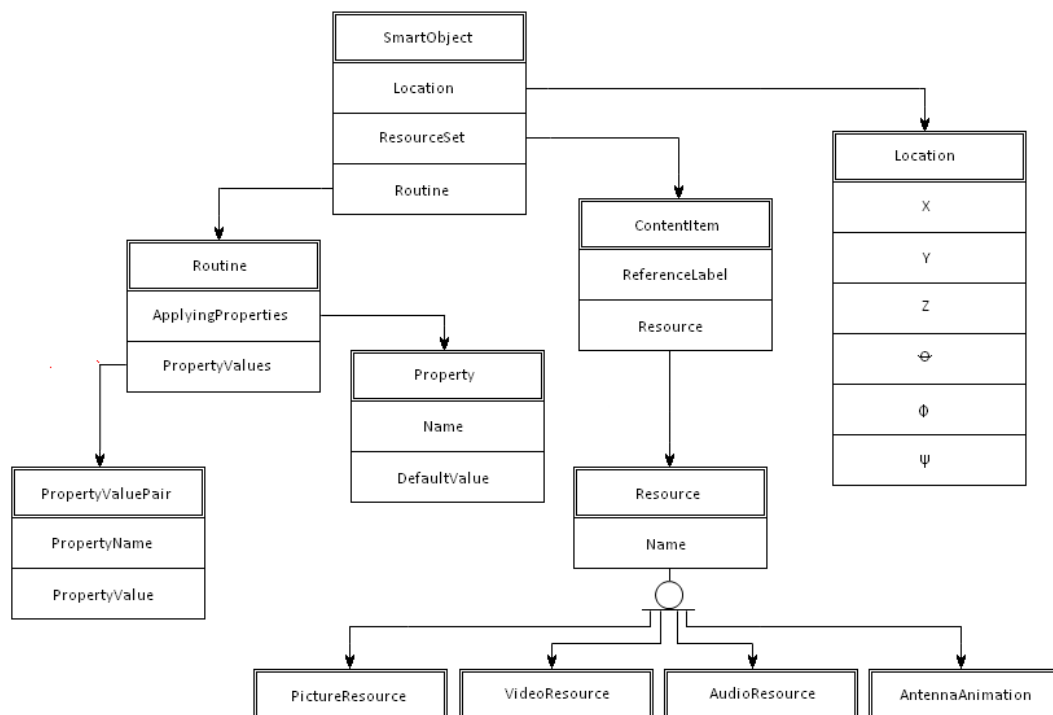 SmartObject
Location
ResourceSet
Routine
Location
X
Y
Z
Θ
Φ
Ψ
ContentItem
ReferenceLabel
Resource
Routine
ApplyingProperties
PropertyValues
Property
Name
DefaultValue
PropertyValuePair
PropertyName
PropertyValue
Resource
Name
PictureResource
VideoResource
AudioResource
AntennaAnimation